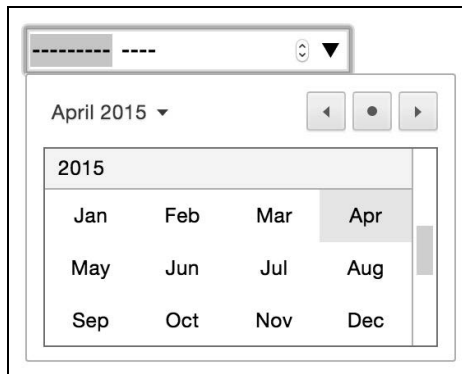 --------- ----
April 2015
2015
Jan Feb Mar Apr
May Jun Jul Aug
Sep Oct Nov Dec